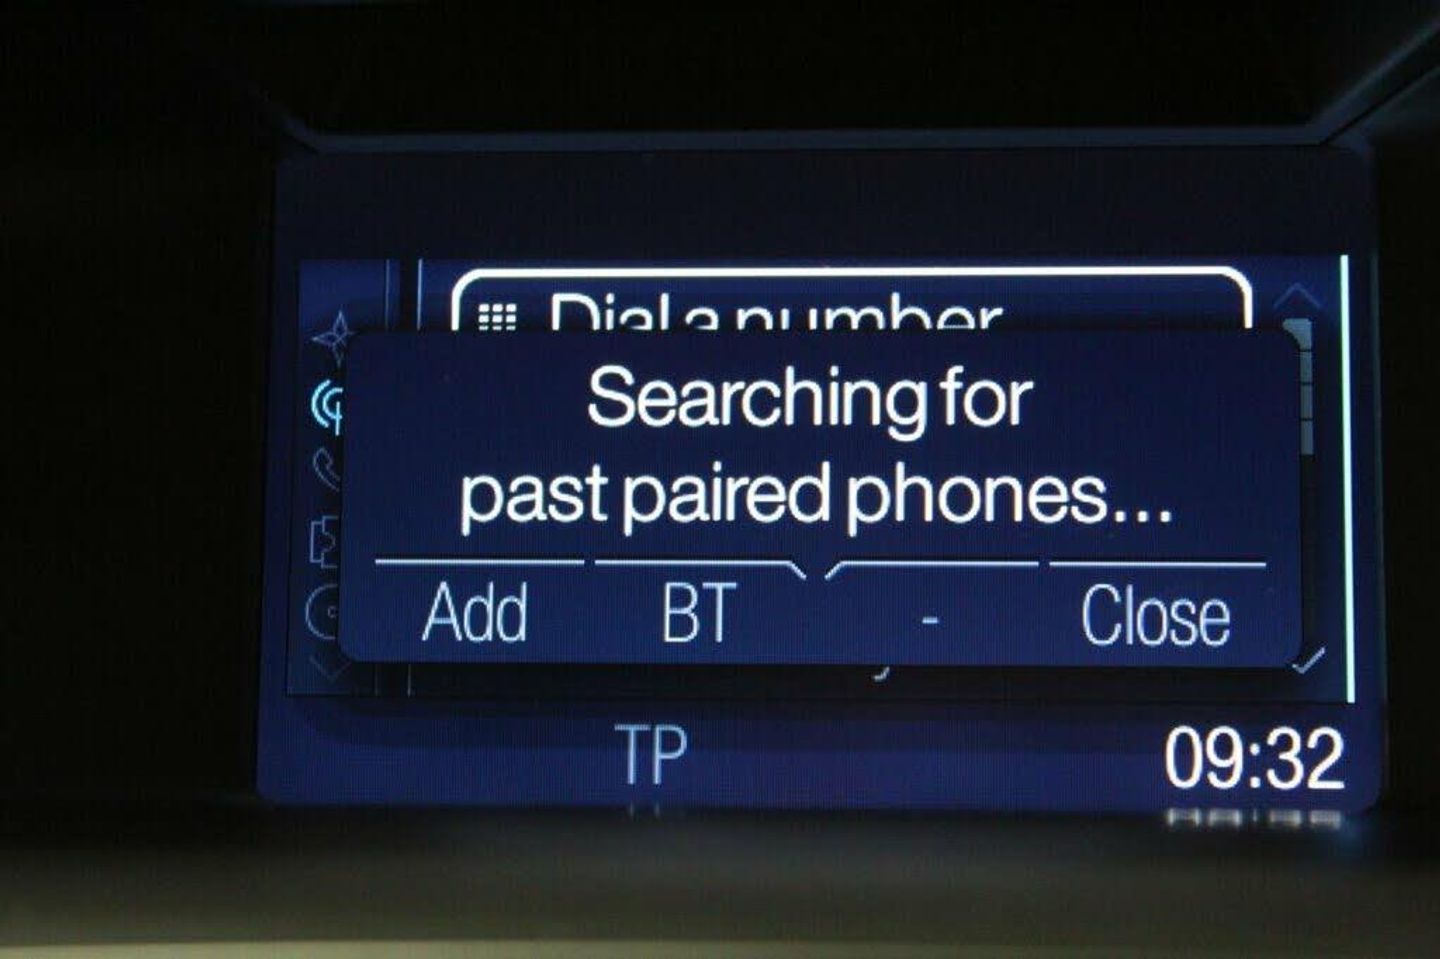 Dial a number
Searching for
past paired phones...
Add BT - Close
TP 09:32